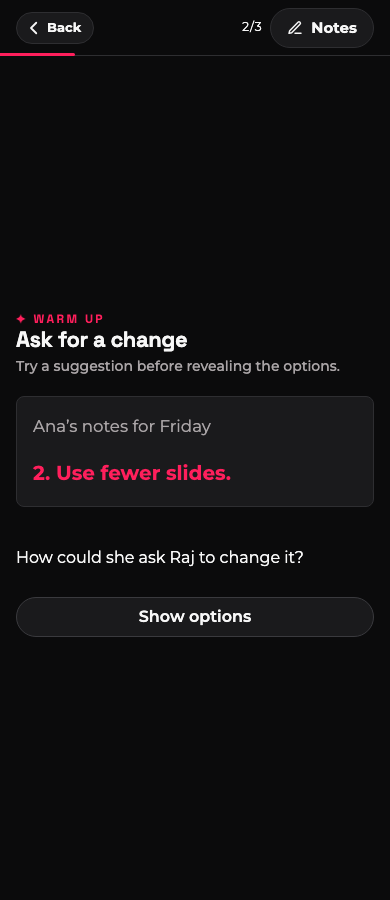 Back
2/3
Notes
WARM UP
Ask for a change
Try a suggestion before revealing the options.
Ana’s notes for Friday
2. Use fewer slides.
How could she ask Raj to change it?
Show options